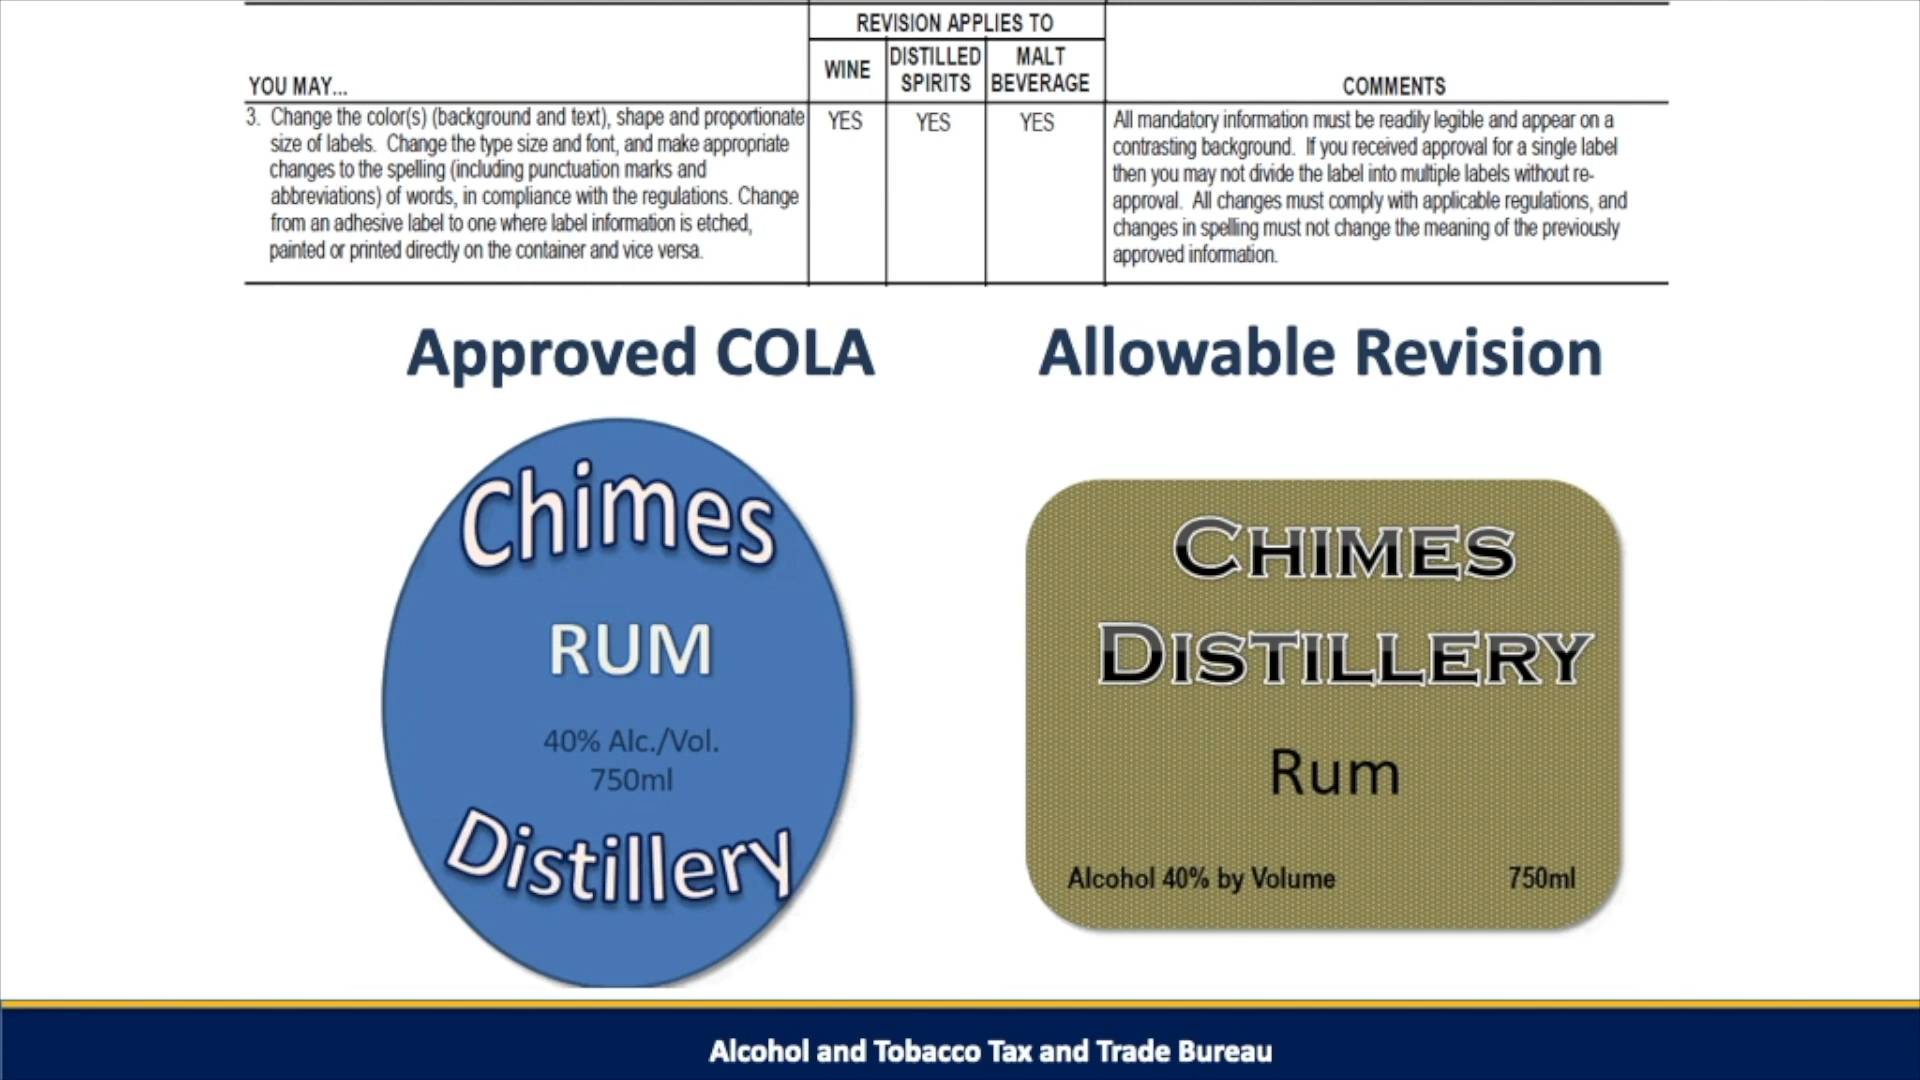 REVISION APPLIES TO
YOU MAY...
WINE
DISTILLED
SPIRITS
MALT
BEVERAGE
COMMENTS
3. Change the color(s) (background and text), shape and proportionate
size of labels. Change the type size and font, and make appropriate
changes to the spelling (including punctuation marks and
abbreviations) of words, in compliance with the regulations. Change
from an adhesive label to one where label information is etched,
painted or printed directly on the container and vice versa.
YES
YES
YES
All mandatory information must be readily legible and appear on a
contrasting background. If you received approval for a single label
then you may not divide the label into multiple labels without re-
approval. All changes must comply with applicable regulations, and
changes in spelling must not change the meaning of the previously
approved information.
Approved COLA
Chimes
RUM
40% Alc./Vol.
750ml
Distillery
Allowable Revision
CHIMES
DISTILLERY
Rum
Alcohol 40% by Volume 750ml
Alcohol and Tobacco Tax and Trade Bureau